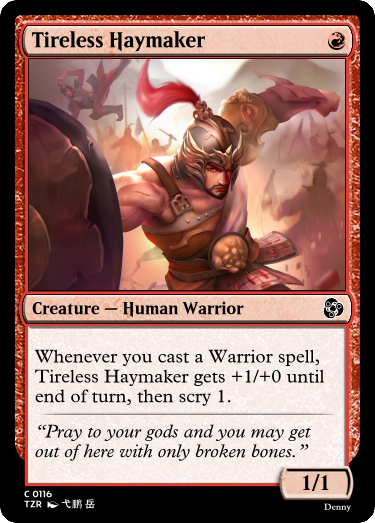 Tireless Haymaker
Creature — Human Warrior
Whenever you cast a Warrior spell,
Tireless Haymaker gets +1/+0 until
end of turn, then scry 1.
“Pray to your gods and you may get
out of here with only broken bones.”
1/1
C 0116
TZR 弋鹏 岳
Denny